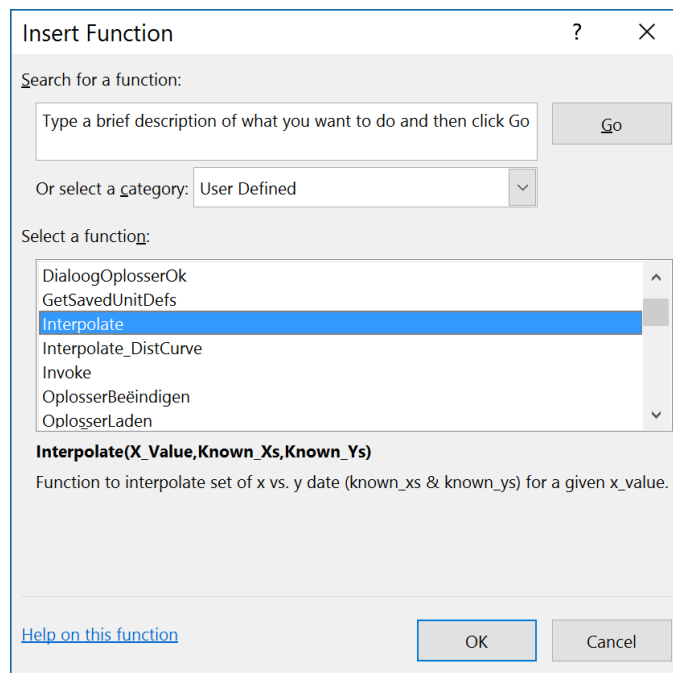 Insert Function
?
Search for a function:
Type a brief description of what you want to do and then click Go
Go
Or select a category: User Defined
Select a function:
DialoogOplosserOk
GetSavedUnitDefs
Interpolate
Interpolate_DistCurve
Invoke
OplosserBeëindigen
OplosserLaden
Interpolate(X_Value,Known_Xs,Known_Ys)
Function to interpolate set of x vs. y date (known_xs & known_ys) for a given x_value.
Help on this function
OK
Cancel